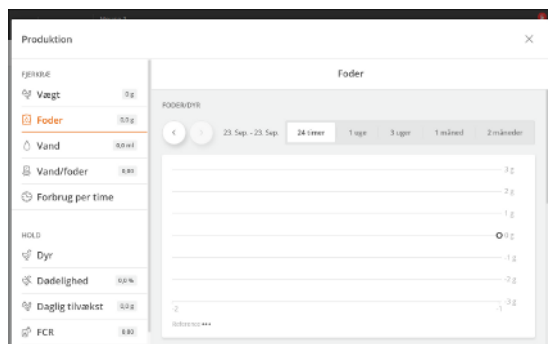 Produktion
FJERKRÆ
Vægt 0 g
Foder 0,0 g
Vand 0,0 ml
Vand/foder 0,00
Forbrug per time
HOLD
Dyr
Dødelighed 0,0 %
Daglig tilvækst 0,0 g
FCR 0,00
Foder
FODER/DYR
23. Sep. - 23. Sep. 24 timer 1 uge 3 uger 1 måned 2 måneder
3 g
2 g
1 g
0 g
-1 g
-2 g
-3 g
-2 -1
Reference